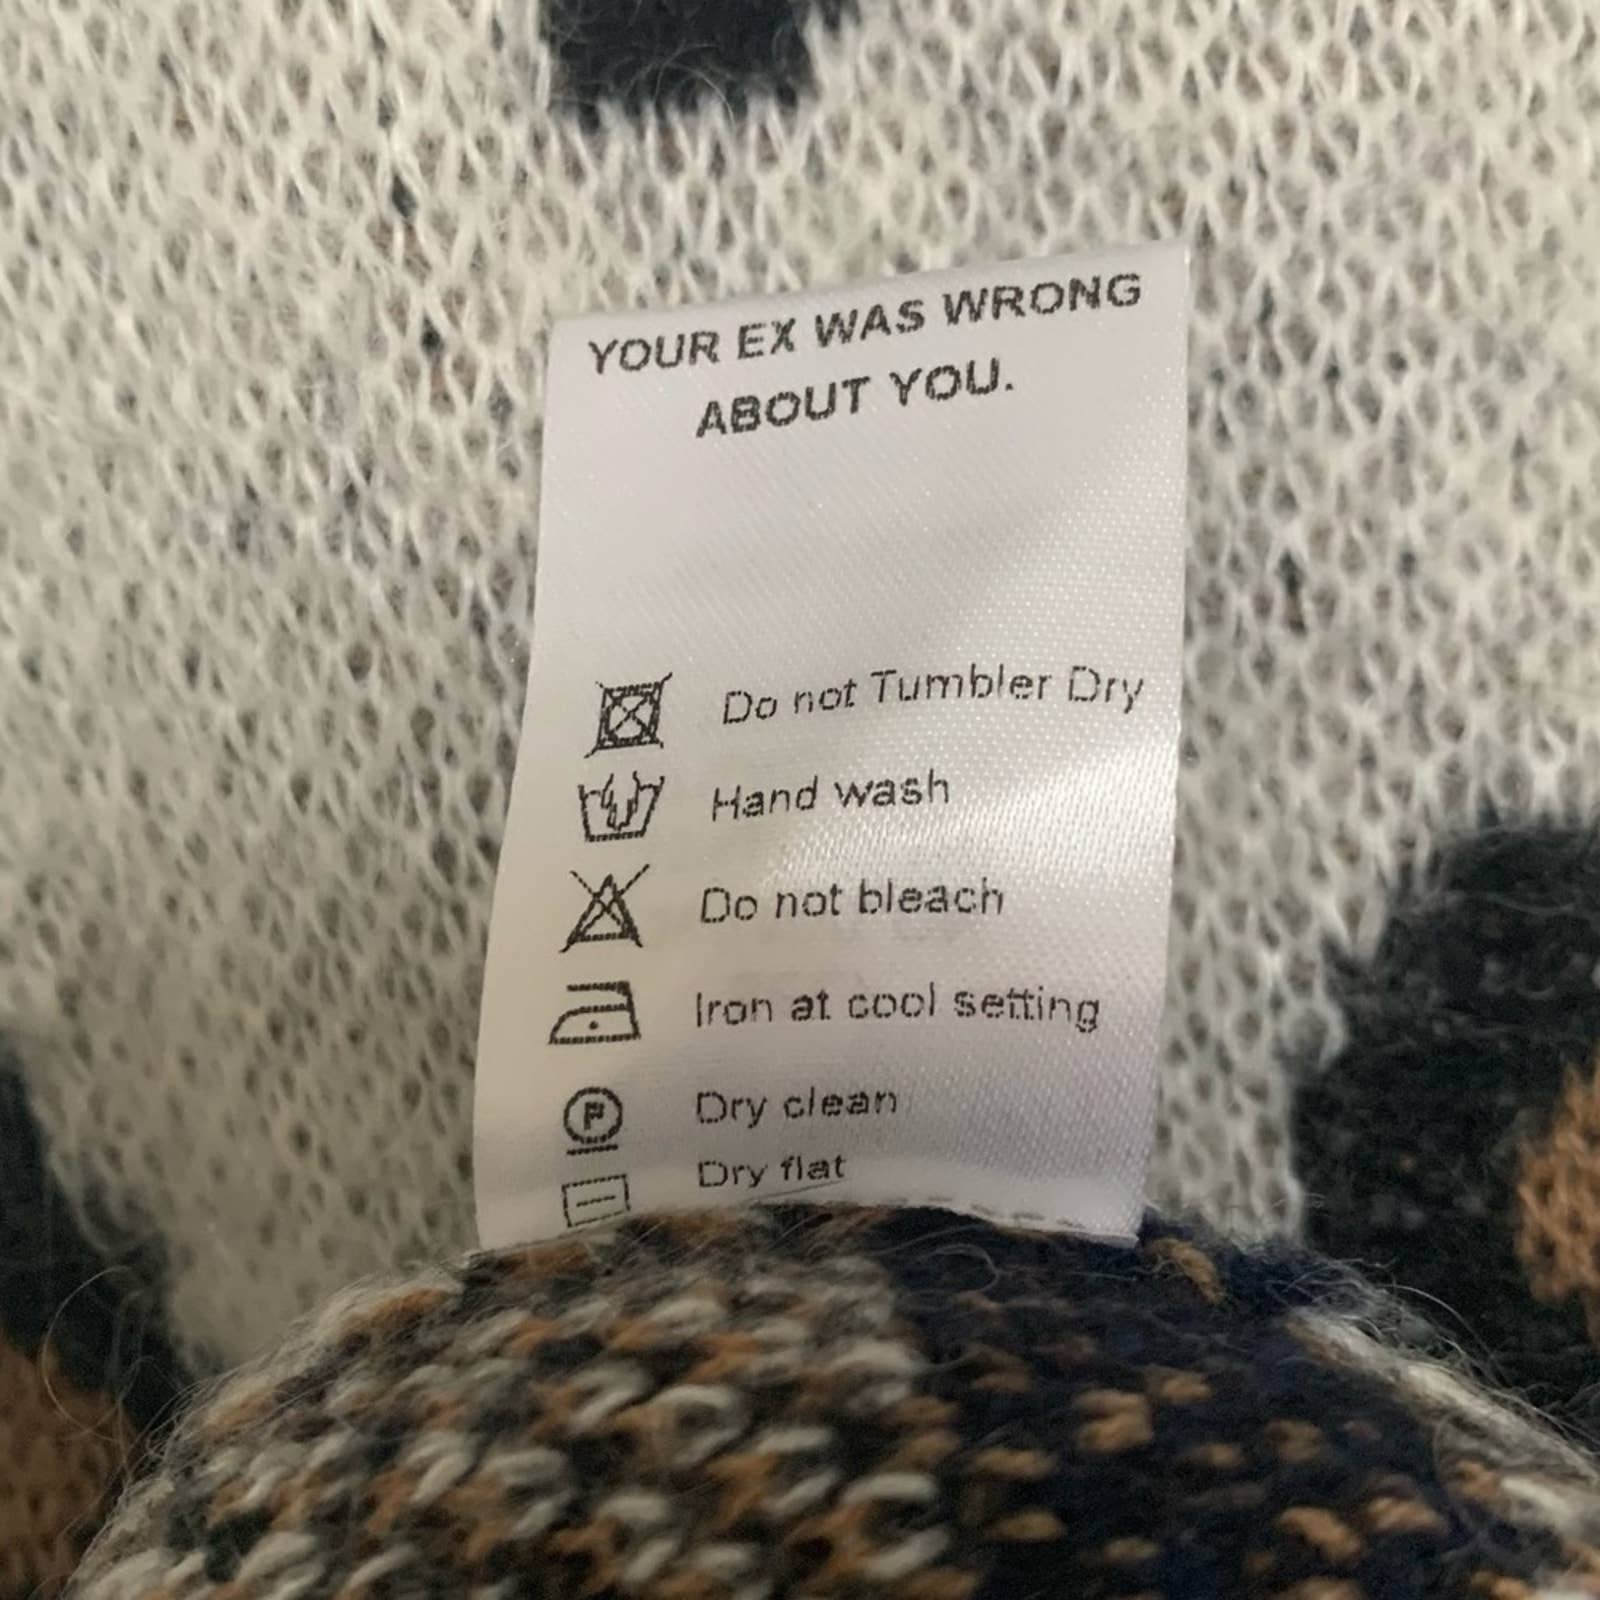 YOUR EX WAS WRONG
ABOUT YOU.
Do not Tumbler Dry
Hand wash
Do not bleach
Iron at cool setting
P Dry clean
Dry flat